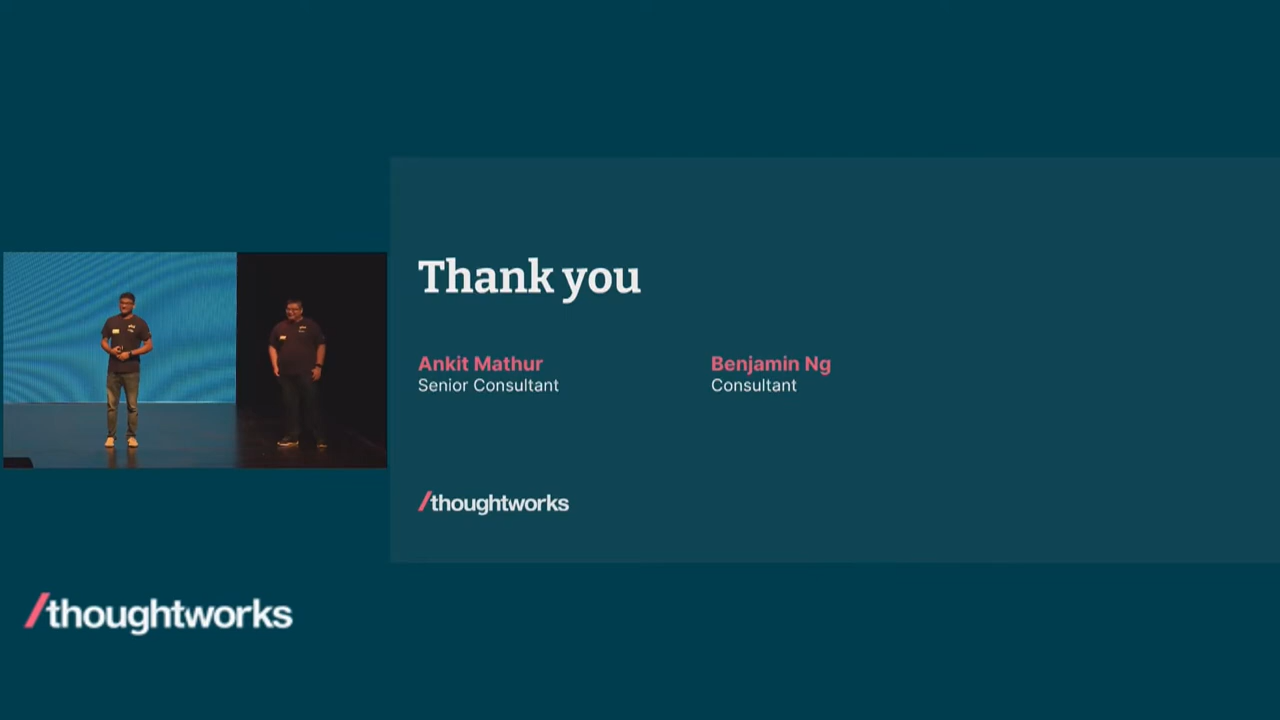 Thank you
Ankit Mathur
Senior Consultant
Benjamin Ng
Consultant
/thoughtworks
/thoughtworks